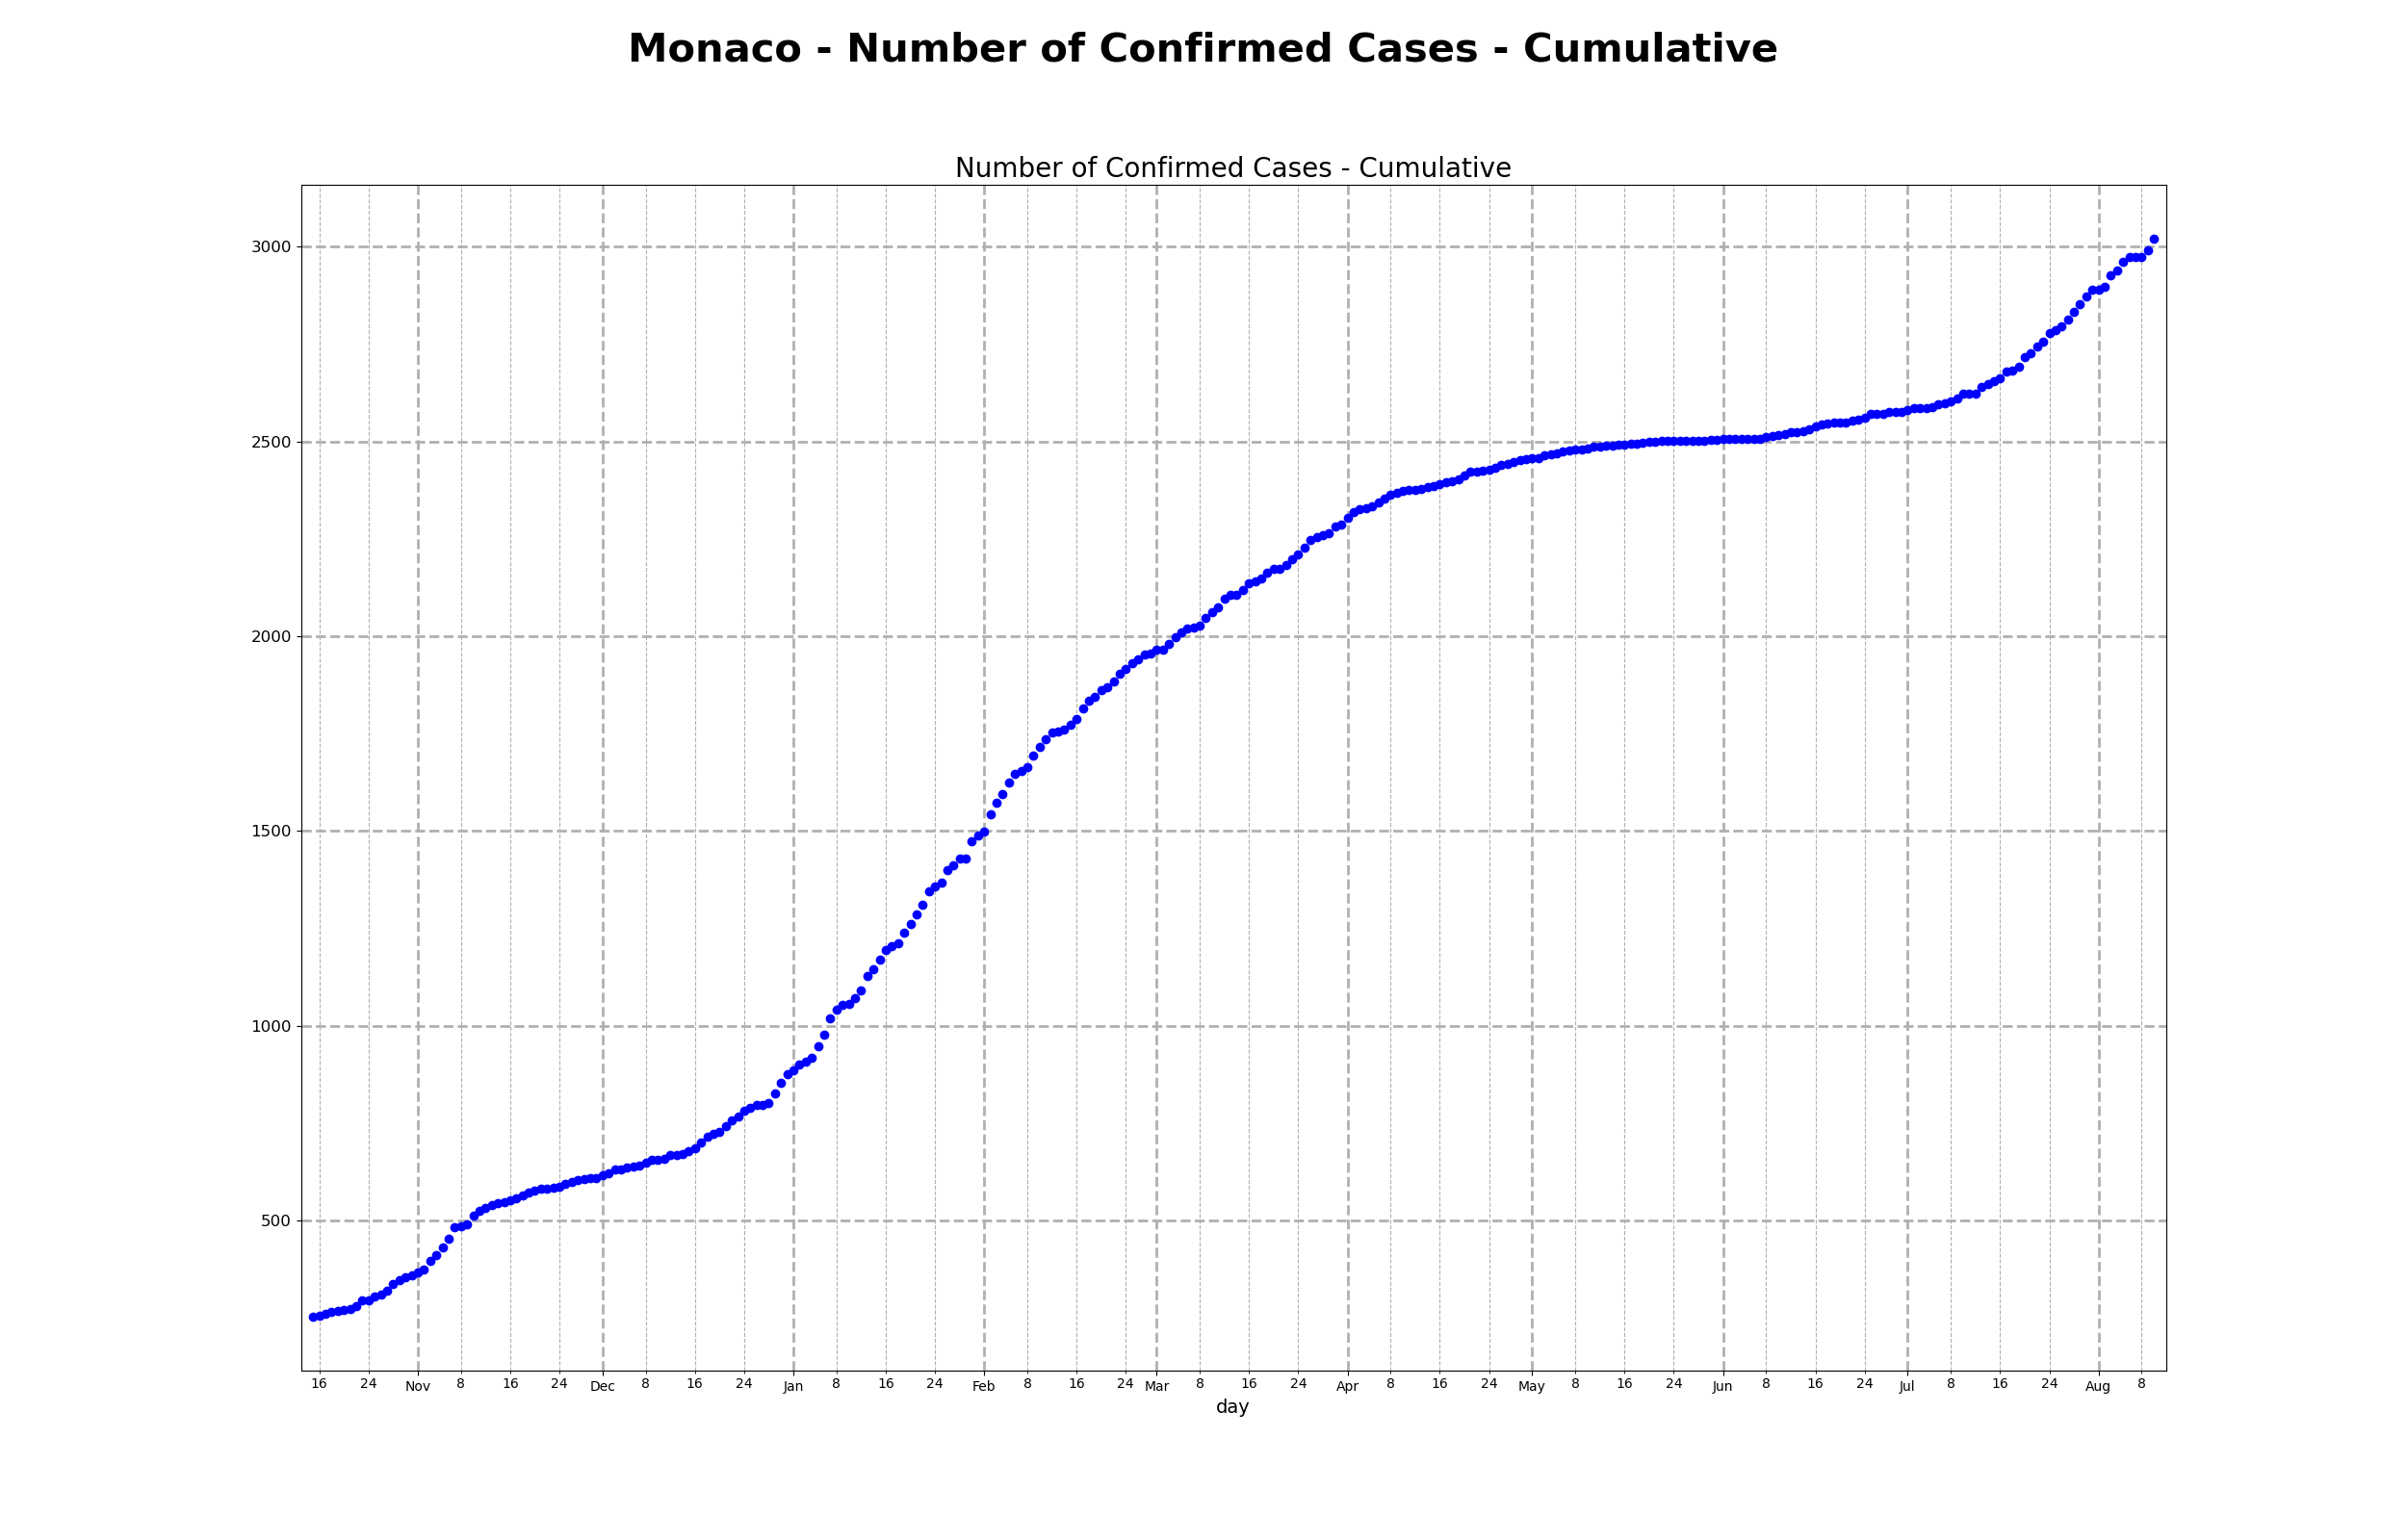 Monaco - Number of Confirmed Cases - Cumulative
Number of Confirmed Cases - Cumulative
3000
2500
2000
1500
1000
500
16 24 Nov 8 16 24 Dec 8 16 24 Jan 8 16 24 Feb 8 16 24 Mar 8 16 24 Apr 8 16 24 May 8 16 24 Jun 8 16 24 Jul 8 16 24 Aug 8
day